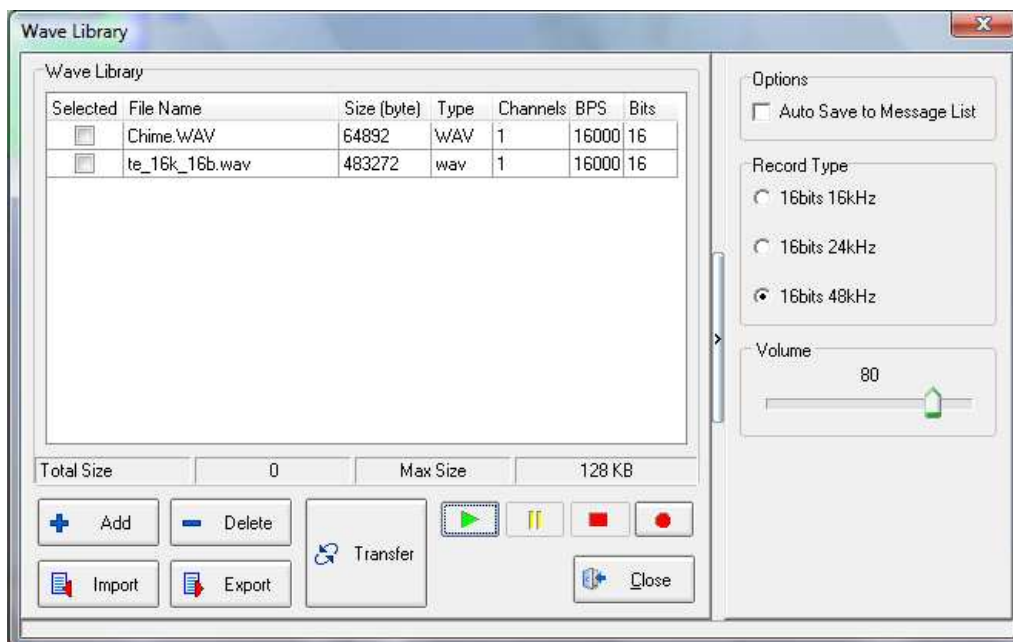 Wave Library
Wave Library
Selected File Name Size (byte) Type Channels BPS Bits
Chime.WAV 64892 WAV 1 16000 16
te_16k_16b.wav 483272 wav 1 16000 16
Total Size 0 Max Size 128 KB
Add Delete
Transfer
Import Export
Close
Options
Auto Save to Message List
Record Type
16bits 16kHz
16bits 24kHz
16bits 48kHz
Volume
80